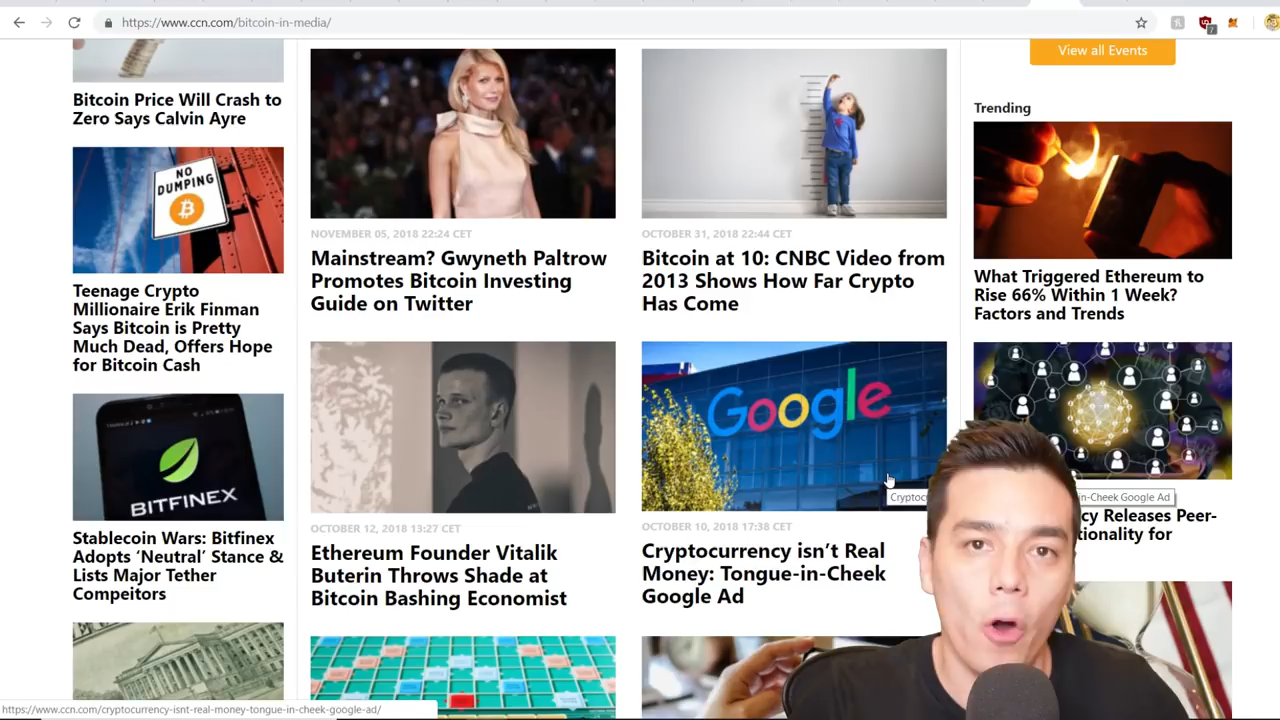 https://www.ccn.com/bitcoin-in-media/
Bitcoin Price Will Crash to
Zero Says Calvin Ayre
NO
DUMPING
Teenage Crypto
Millionaire Erik Finman
Says Bitcoin is Pretty
Much Dead, Offers Hope
for Bitcoin Cash
BITFINEX
Stablecoin Wars: Bitfinex
Adopts ‘Neutral’ Stance &
Lists Major Tether
Compeitors
NOVEMBER 05, 2018 22:24 CET
Mainstream? Gwyneth Paltrow
Promotes Bitcoin Investing
Guide on Twitter
OCTOBER 31, 2018 22:44 CET
Bitcoin at 10: CNBC Video from
2013 Shows How Far Crypto
Has Come
OCTOBER 12, 2018 13:27 CET
Ethereum Founder Vitalik
Buterin Throws Shade at
Bitcoin Bashing Economist
Google
OCTOBER 10, 2018 17:38 CET
Cryptocurrency isn’t Real
Money: Tongue-in-Cheek
Google Ad
View all Events
Trending
What Triggered Ethereum to
Rise 66% Within 1 Week?
Factors and Trends
in-Cheek Google Ad
cy Releases Peer-
tionality for
https://www.ccn.com/cryptocurrency-isnt-real-money-tongue-in-cheek-google-ad/